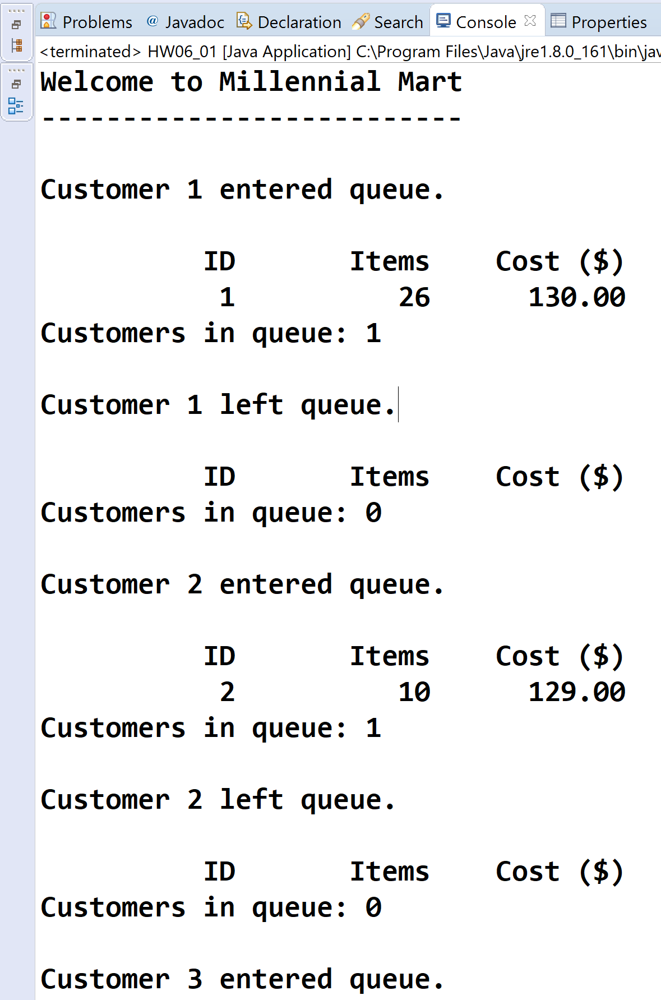 Problems @ Javadoc Declaration Search Console Properties
<terminated> HW06_01 [Java Application] C:\Program Files\Java\jre1.8.0_161\bin\jav
Welcome to Millennial Mart
--------------------------
Customer 1 entered queue.
ID Items Cost ($)
1 26 130.00
Customers in queue: 1
Customer 1 left queue.
ID Items Cost ($)
Customers in queue: 0
Customer 2 entered queue.
ID Items Cost ($)
2 10 129.00
Customers in queue: 1
Customer 2 left queue.
ID Items Cost ($)
Customers in queue: 0
Customer 3 entered queue.